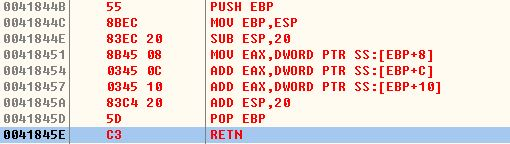 0041844B 55 PUSH EBP
0041844C 8BEC MOV EBP,ESP
0041844E 83EC 20 SUB ESP,20
00418451 8B45 08 MOV EAX,DWORD PTR SS:[EBP+8]
00418454 0345 0C ADD EAX,DWORD PTR SS:[EBP+C]
00418457 0345 10 ADD EAX,DWORD PTR SS:[EBP+10]
0041845A 83C4 20 ADD ESP,20
0041845D 5D POP EBP
0041845E C3 RETN